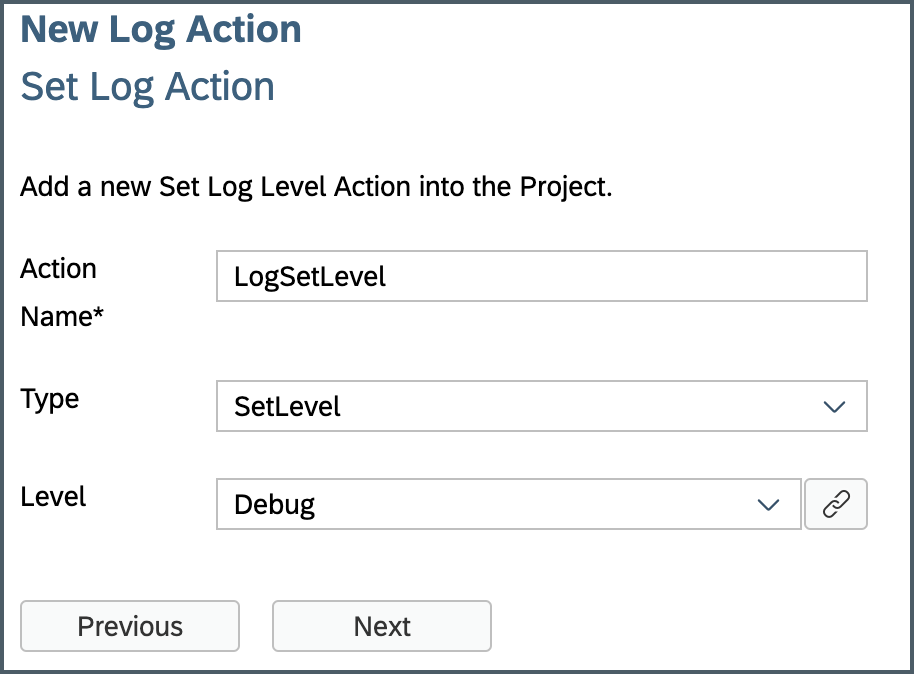 New Log Action
Set Log Action
Add a new Set Log Level Action into the Project.
Action
Name*
LogSetLevel
Type
SetLevel
Level
Debug
Previous
Next